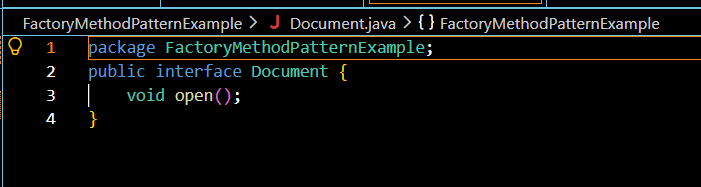 FactoryMethodPatternExample > J Document.java > {} FactoryMethodPatternExample
1 package FactoryMethodPatternExample;
2 public interface Document {
3 void open();
4 }